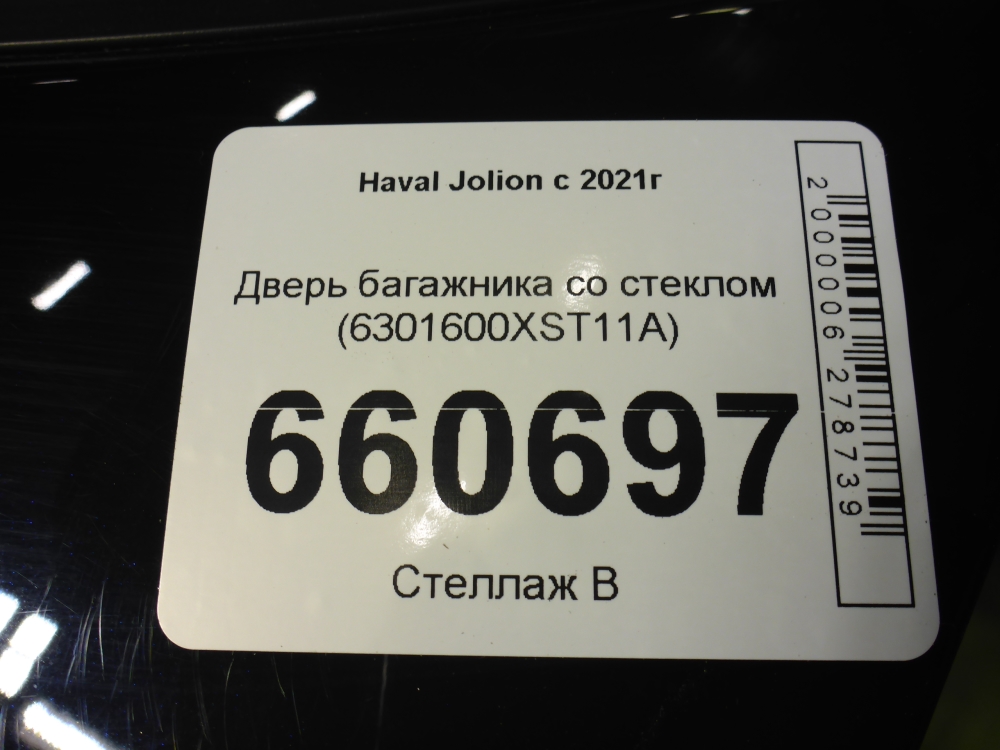 Haval Jolion с 2021г
Дверь багажника со стеклом
(6301600XST11A)
660697
Стеллаж В
2000006278739